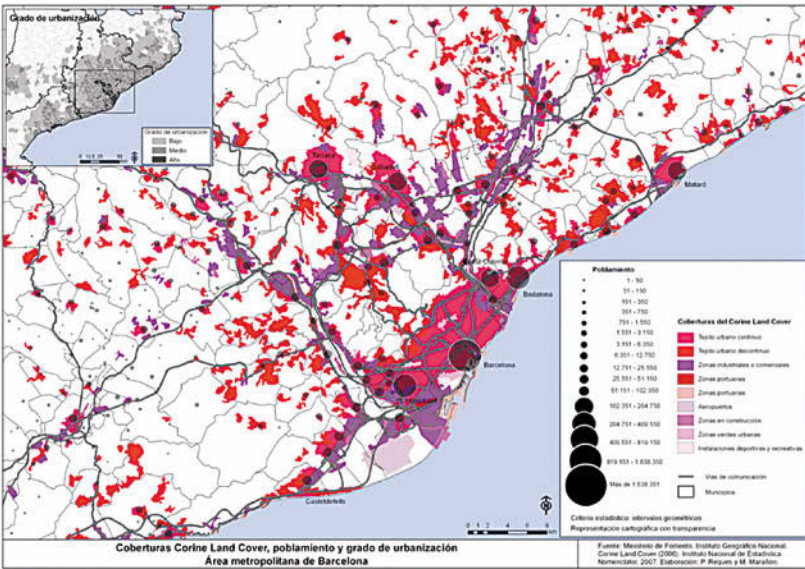 Grado de urbanización
Grado de urbanización
Bajo
Medio
Alto
Terrassa
Sabadell
Mataró
Badalona
Barcelona
Castelldefels
Poblamiento
1 - 50
51 - 150
151 - 350
351 - 750
751 - 1.550
1.551 - 3.150
3.151 - 6.350
6.351 - 12.750
12.751 - 25.550
25.551 - 51.150
51.151 - 102.350
102.351 - 204.750
204.751 - 409.550
409.551 - 819.150
819.151 - 1.638.350
Más de 1.638.351
Coberturas del Corine Land Cover
Tejido urbano continuo
Tejido urbano discontinuo
Zonas industriales o comerciales
Zonas portuarias
Zonas portuarias
Aeropuertos
Zonas en construcción
Zonas verdes urbanas
Instalaciones deportivas y recreativas
Vías de comunicación
Municipios
Criterio estadístico: intervalos geométricos
Representación cartográfica con transparencia
0 1 2 4 6 8
Km
Coberturas Corine Land Cover, poblamiento y grado de urbanización
Área metropolitana de Barcelona
Fuente: Ministerio de Fomento. Instituto Geográfico Nacional.
Corine Land Cover (2006). Instituto Nacional de Estadística.
Nomenclátor, 2007. Elaboración: P. Reques y M. Marañón.